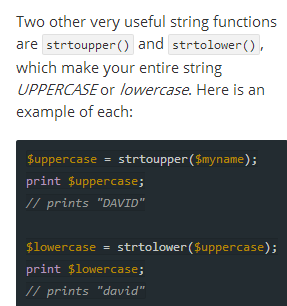 Two other very useful string functions
are strtoupper() and strtolower(),
which make your entire string
UPPERCASE or lowercase. Here is an
example of each:
$uppercase = strtoupper($myname);
print $uppercase;
// prints "DAVID"
$lowercase = strtolower($uppercase);
print $lowercase;
// prints "david"